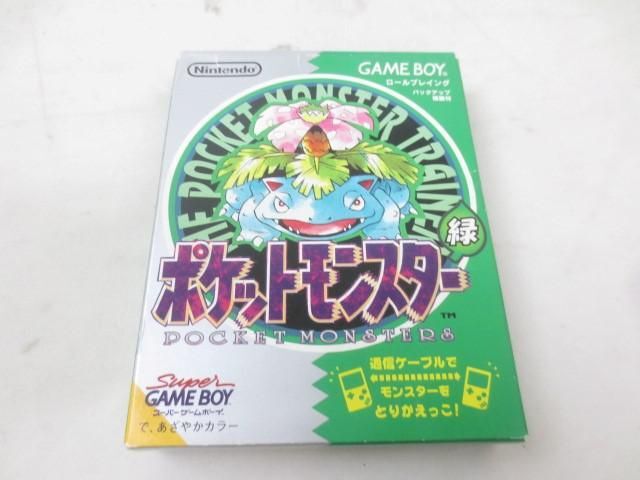 Nintendo
GAME BOY
ロールプレイング
バックアップ
機能付
THE POCKET MONSTER TRAINER
緑
ポケットモンスター
TM
POCKET MONSTERS
通信ケーブルで
モンスターを
とりかえっこ!
Super
GAME BOY
スーパーゲームボーイ
で、あざやかカラー